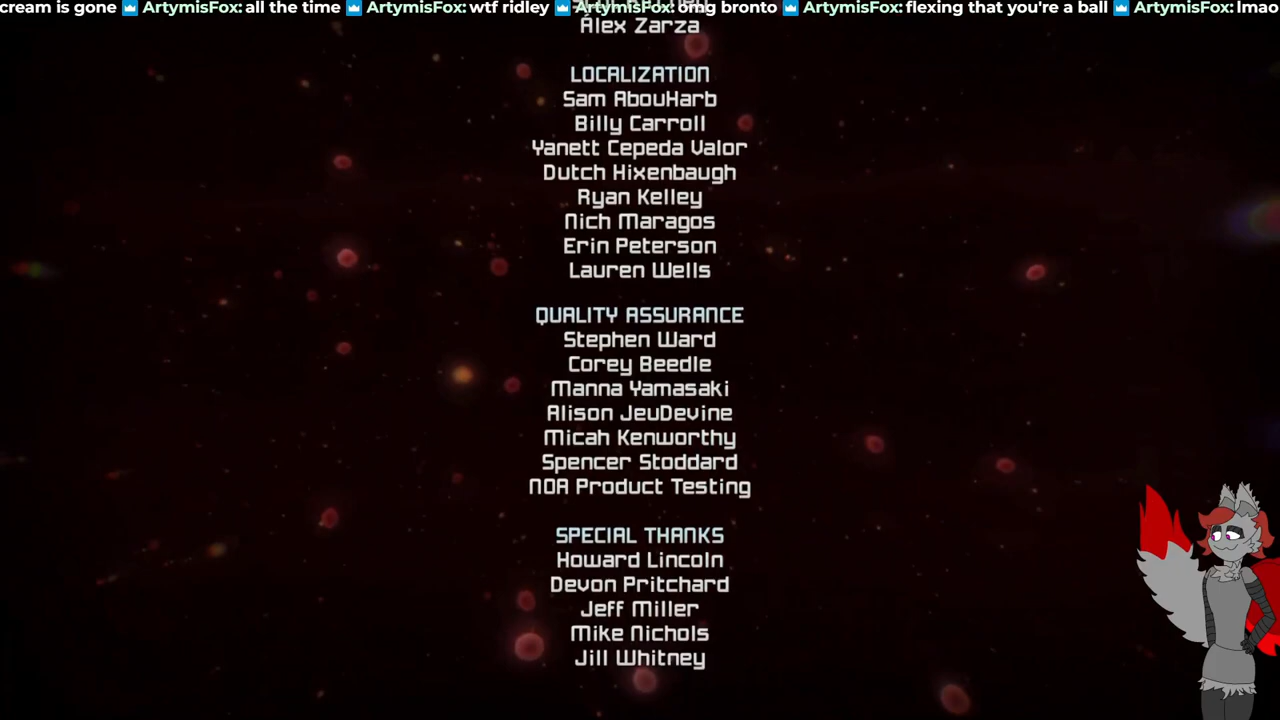 cream is gone ArtymisFox: all the time ArtymisFox: wtf ridley ArtymisFox: omg bronto ArtymisFox: flexing that you're a ball ArtymisFox: lmao
Álex Zarza
LOCALIZATION
Sam AbouHarb
Billy Carroll
Yanett Cepeda Valor
Dutch Hixenbaugh
Ryan Kelley
Nich Maragos
Erin Peterson
Lauren Wells
QUALITY ASSURANCE
Stephen Ward
Corey Beedle
Manna Yamasaki
Alison JeuDevine
Micah Kenworthy
Spencer Stoddard
NOA Product Testing
SPECIAL THANKS
Howard Lincoln
Devon Pritchard
Jeff Miller
Mike Nichols
Jill Whitney